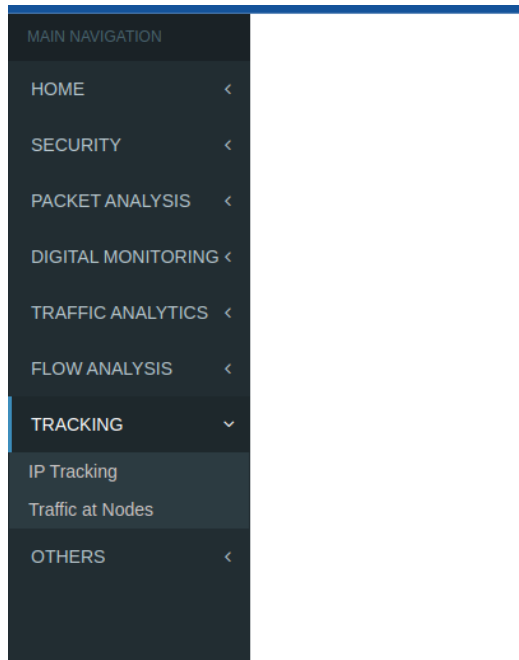 MAIN NAVIGATION
HOME
SECURITY
PACKET ANALYSIS
DIGITAL MONITORING
TRAFFIC ANALYTICS
FLOW ANALYSIS
TRACKING
IP Tracking
Traffic at Nodes
OTHERS